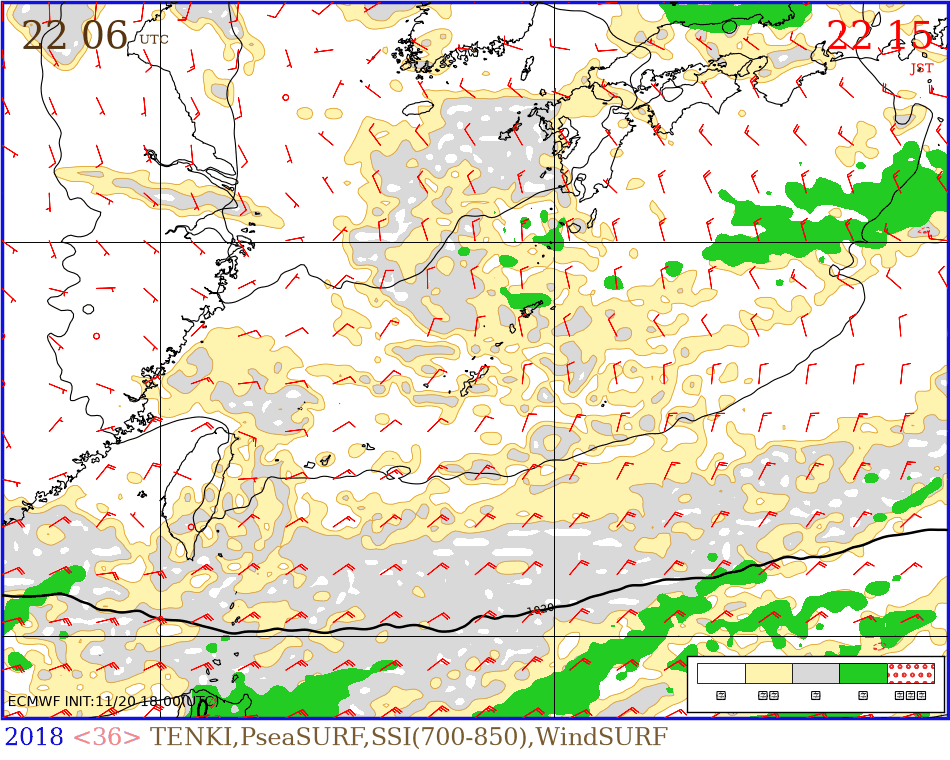 22 06 UTC
22 15
JST
1020
ECMWF INIT:11/20 18:00(UTC)
2018 <36> TENKI,PseaSURF,SSI(700-850),WindSURF